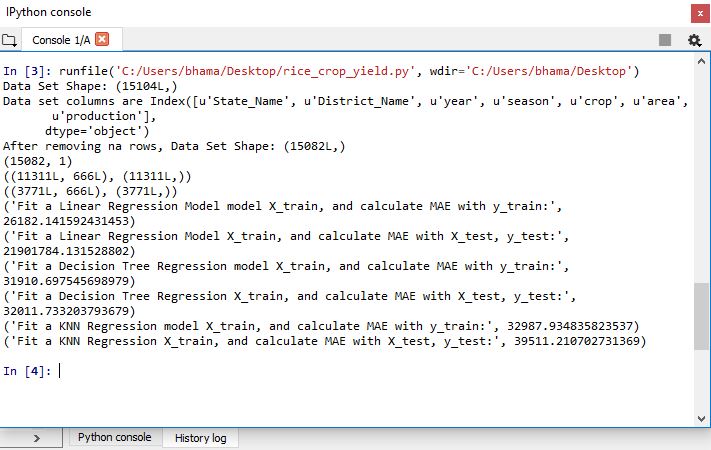 IPython console
Console 1/A
In [3]: runfile('C:/Users/bhama/Desktop/rice_crop_yield.py', wdir='C:/Users/bhama/Desktop')
Data Set Shape: (15104L,)
Data set columns are Index([u'State_Name', u'District_Name', u'year', u'season', u'crop', u'area',
       u'production'],
      dtype='object')
After removing na rows, Data Set Shape: (15082L,)
(15082, 1)
((11311L, 666L), (11311L,))
((3771L, 666L), (3771L,))
('Fit a Linear Regression Model model X_train, and calculate MAE with y_train:',
26182.141592431453)
('Fit a Linear Regression Model X_train, and calculate MAE with X_test, y_test:',
21901784.131528802)
('Fit a Decision Tree Regression model X_train, and calculate MAE with y_train:',
31910.697545698979)
('Fit a Decision Tree Regression X_train, and calculate MAE with X_test, y_test:',
32011.733203793679)
('Fit a KNN Regression model X_train, and calculate MAE with y_train:', 32987.934835823537)
('Fit a KNN Regression X_train, and calculate MAE with X_test, y_test:', 39511.210702731369)
In [4]:
Python console
History log